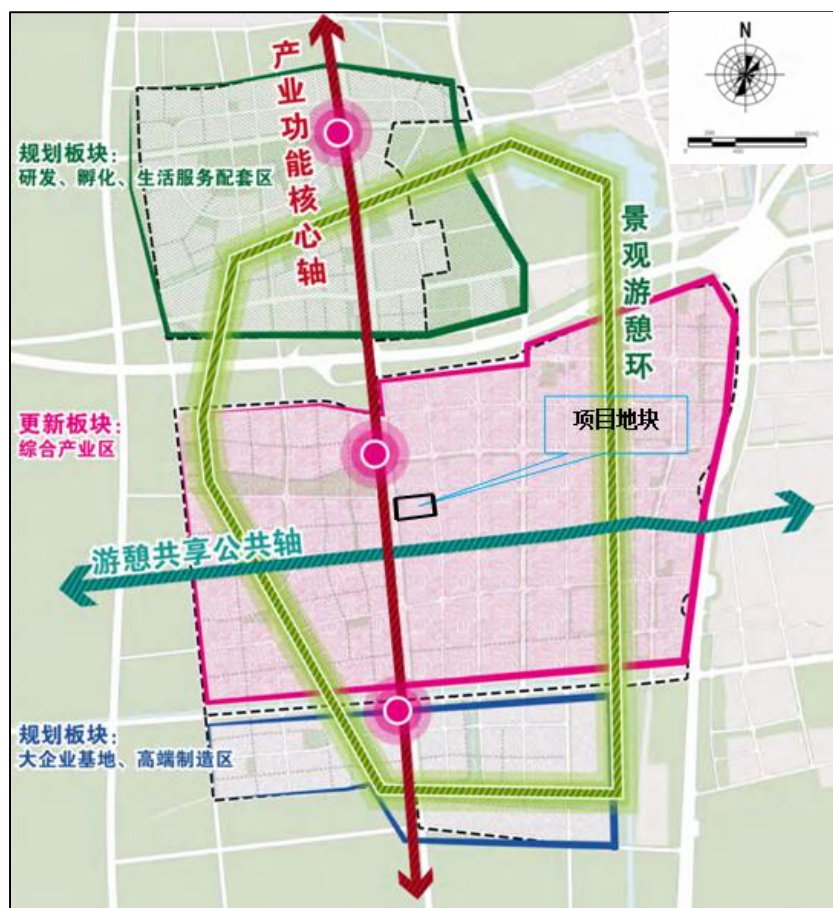 N
产业功能核心轴
规划板块：
研发、孵化、生活服务配套区
景观游憩环
更新板块：
综合产业区
项目地块
游憩共享公共轴
规划板块：
大企业基地、高端制造区